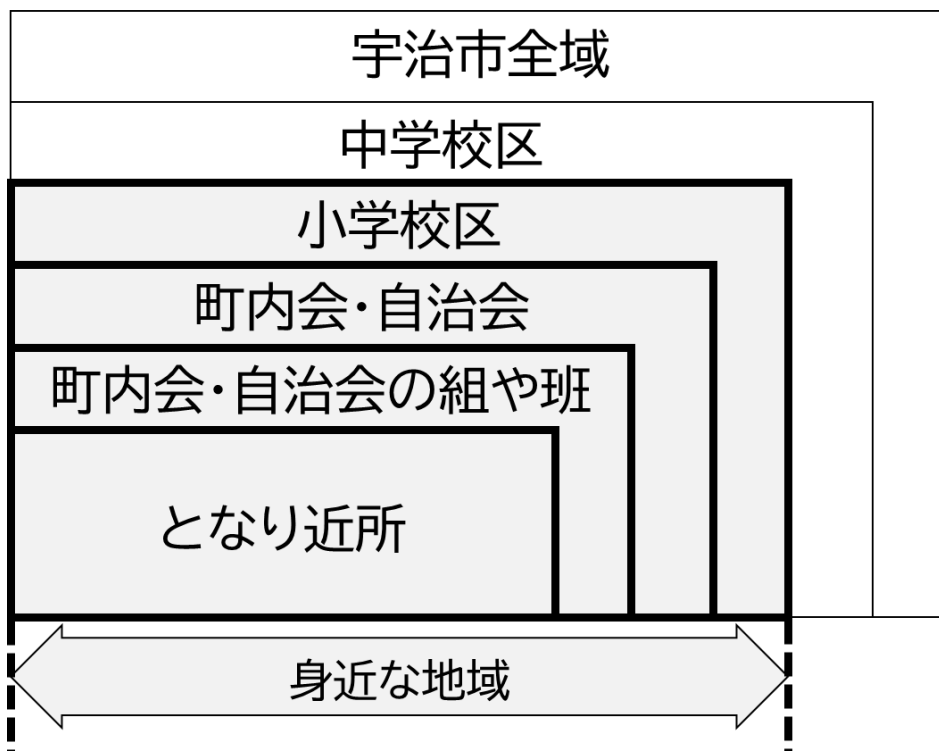 宇治市全域
中学校区
小学校区
町内会・自治会
町内会・自治会の組や班
となり近所
身近な地域